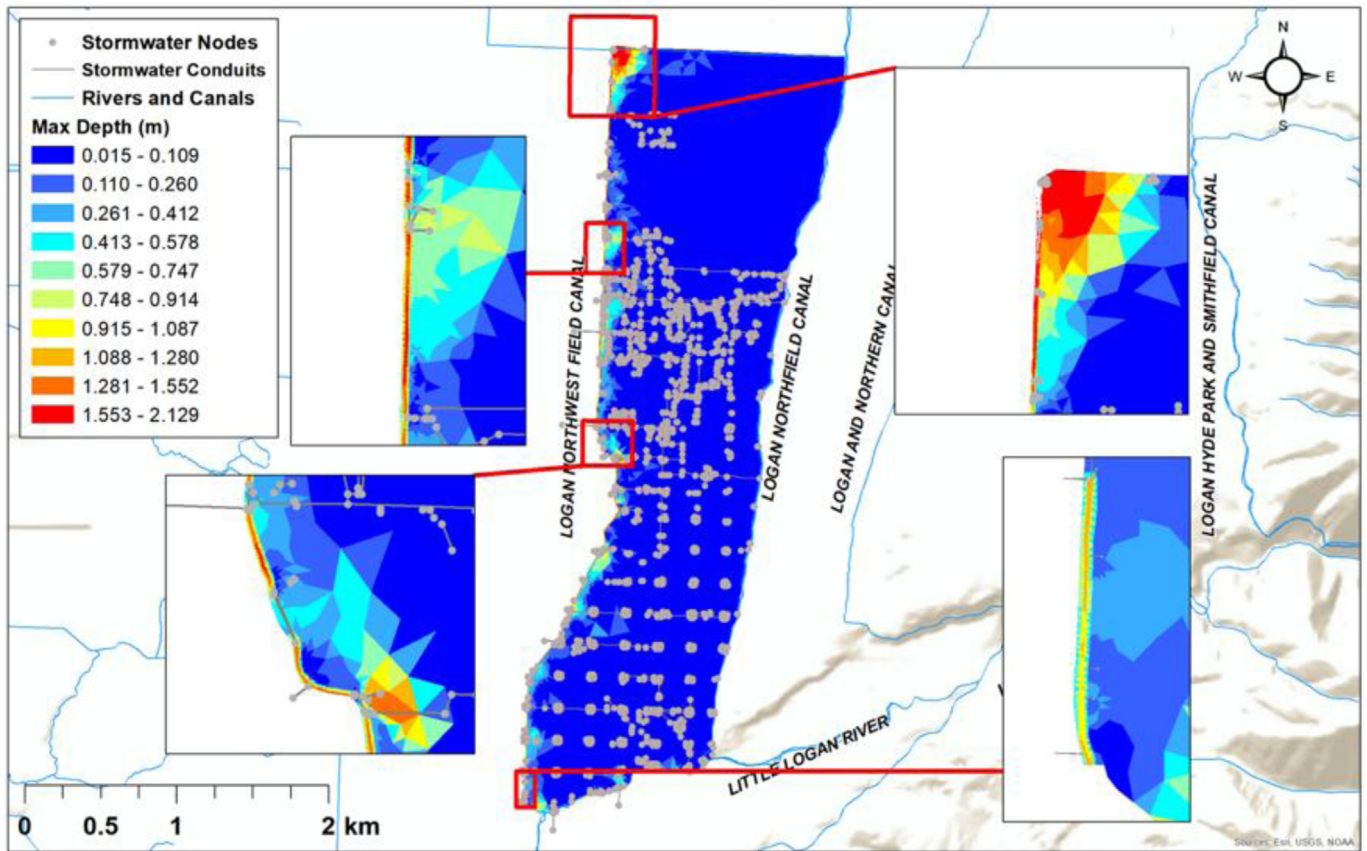 Stormwater Nodes
Stormwater Conduits
Rivers and Canals
Max Depth (m)
0.015 - 0.109
0.110 - 0.260
0.261 - 0.412
0.413 - 0.578
0.579 - 0.747
0.748 - 0.914
0.915 - 1.087
1.088 - 1.280
1.281 - 1.552
1.553 - 2.129
N
W
E
S
LOGAN NORTHWEST FIELD CANAL
LOGAN NORTHFIELD CANAL
LOGAN AND NORTHERN CANAL
LOGAN HYDE PARK AND SMITHFIELD CANAL
LITTLE LOGAN RIVER
0 0.5 1 2 km
Sources: Esri, USGS, NOAA